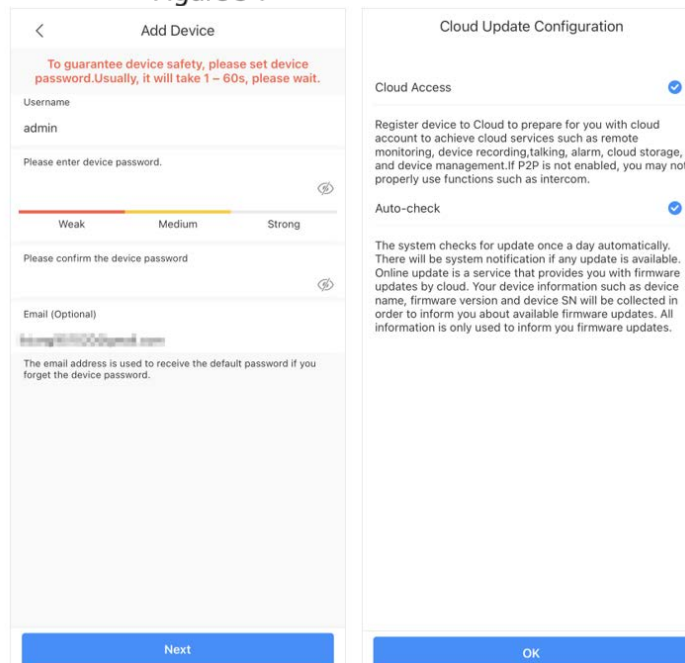 Add Device
To guarantee device safety, please set device
password.Usually, it will take 1 – 60s, please wait.
Username
admin
Please enter device password.
Weak Medium Strong
Please confirm the device password
Email (Optional)
The email address is used to receive the default password if you
forget the device password.
Next
Cloud Update Configuration
Cloud Access
Register device to Cloud to prepare for you with cloud
account to achieve cloud services such as remote
monitoring, device recording,talking, alarm, cloud storage,
and device management.If P2P is not enabled, you may not
properly use functions such as intercom.
Auto-check
The system checks for update once a day automatically.
There will be system notification if any update is available.
Online update is a service that provides you with firmware
updates by cloud. Your device information such as device
name, firmware version and device SN will be collected in
order to inform you about available firmware updates. All
information is only used to inform you firmware updates.
OK